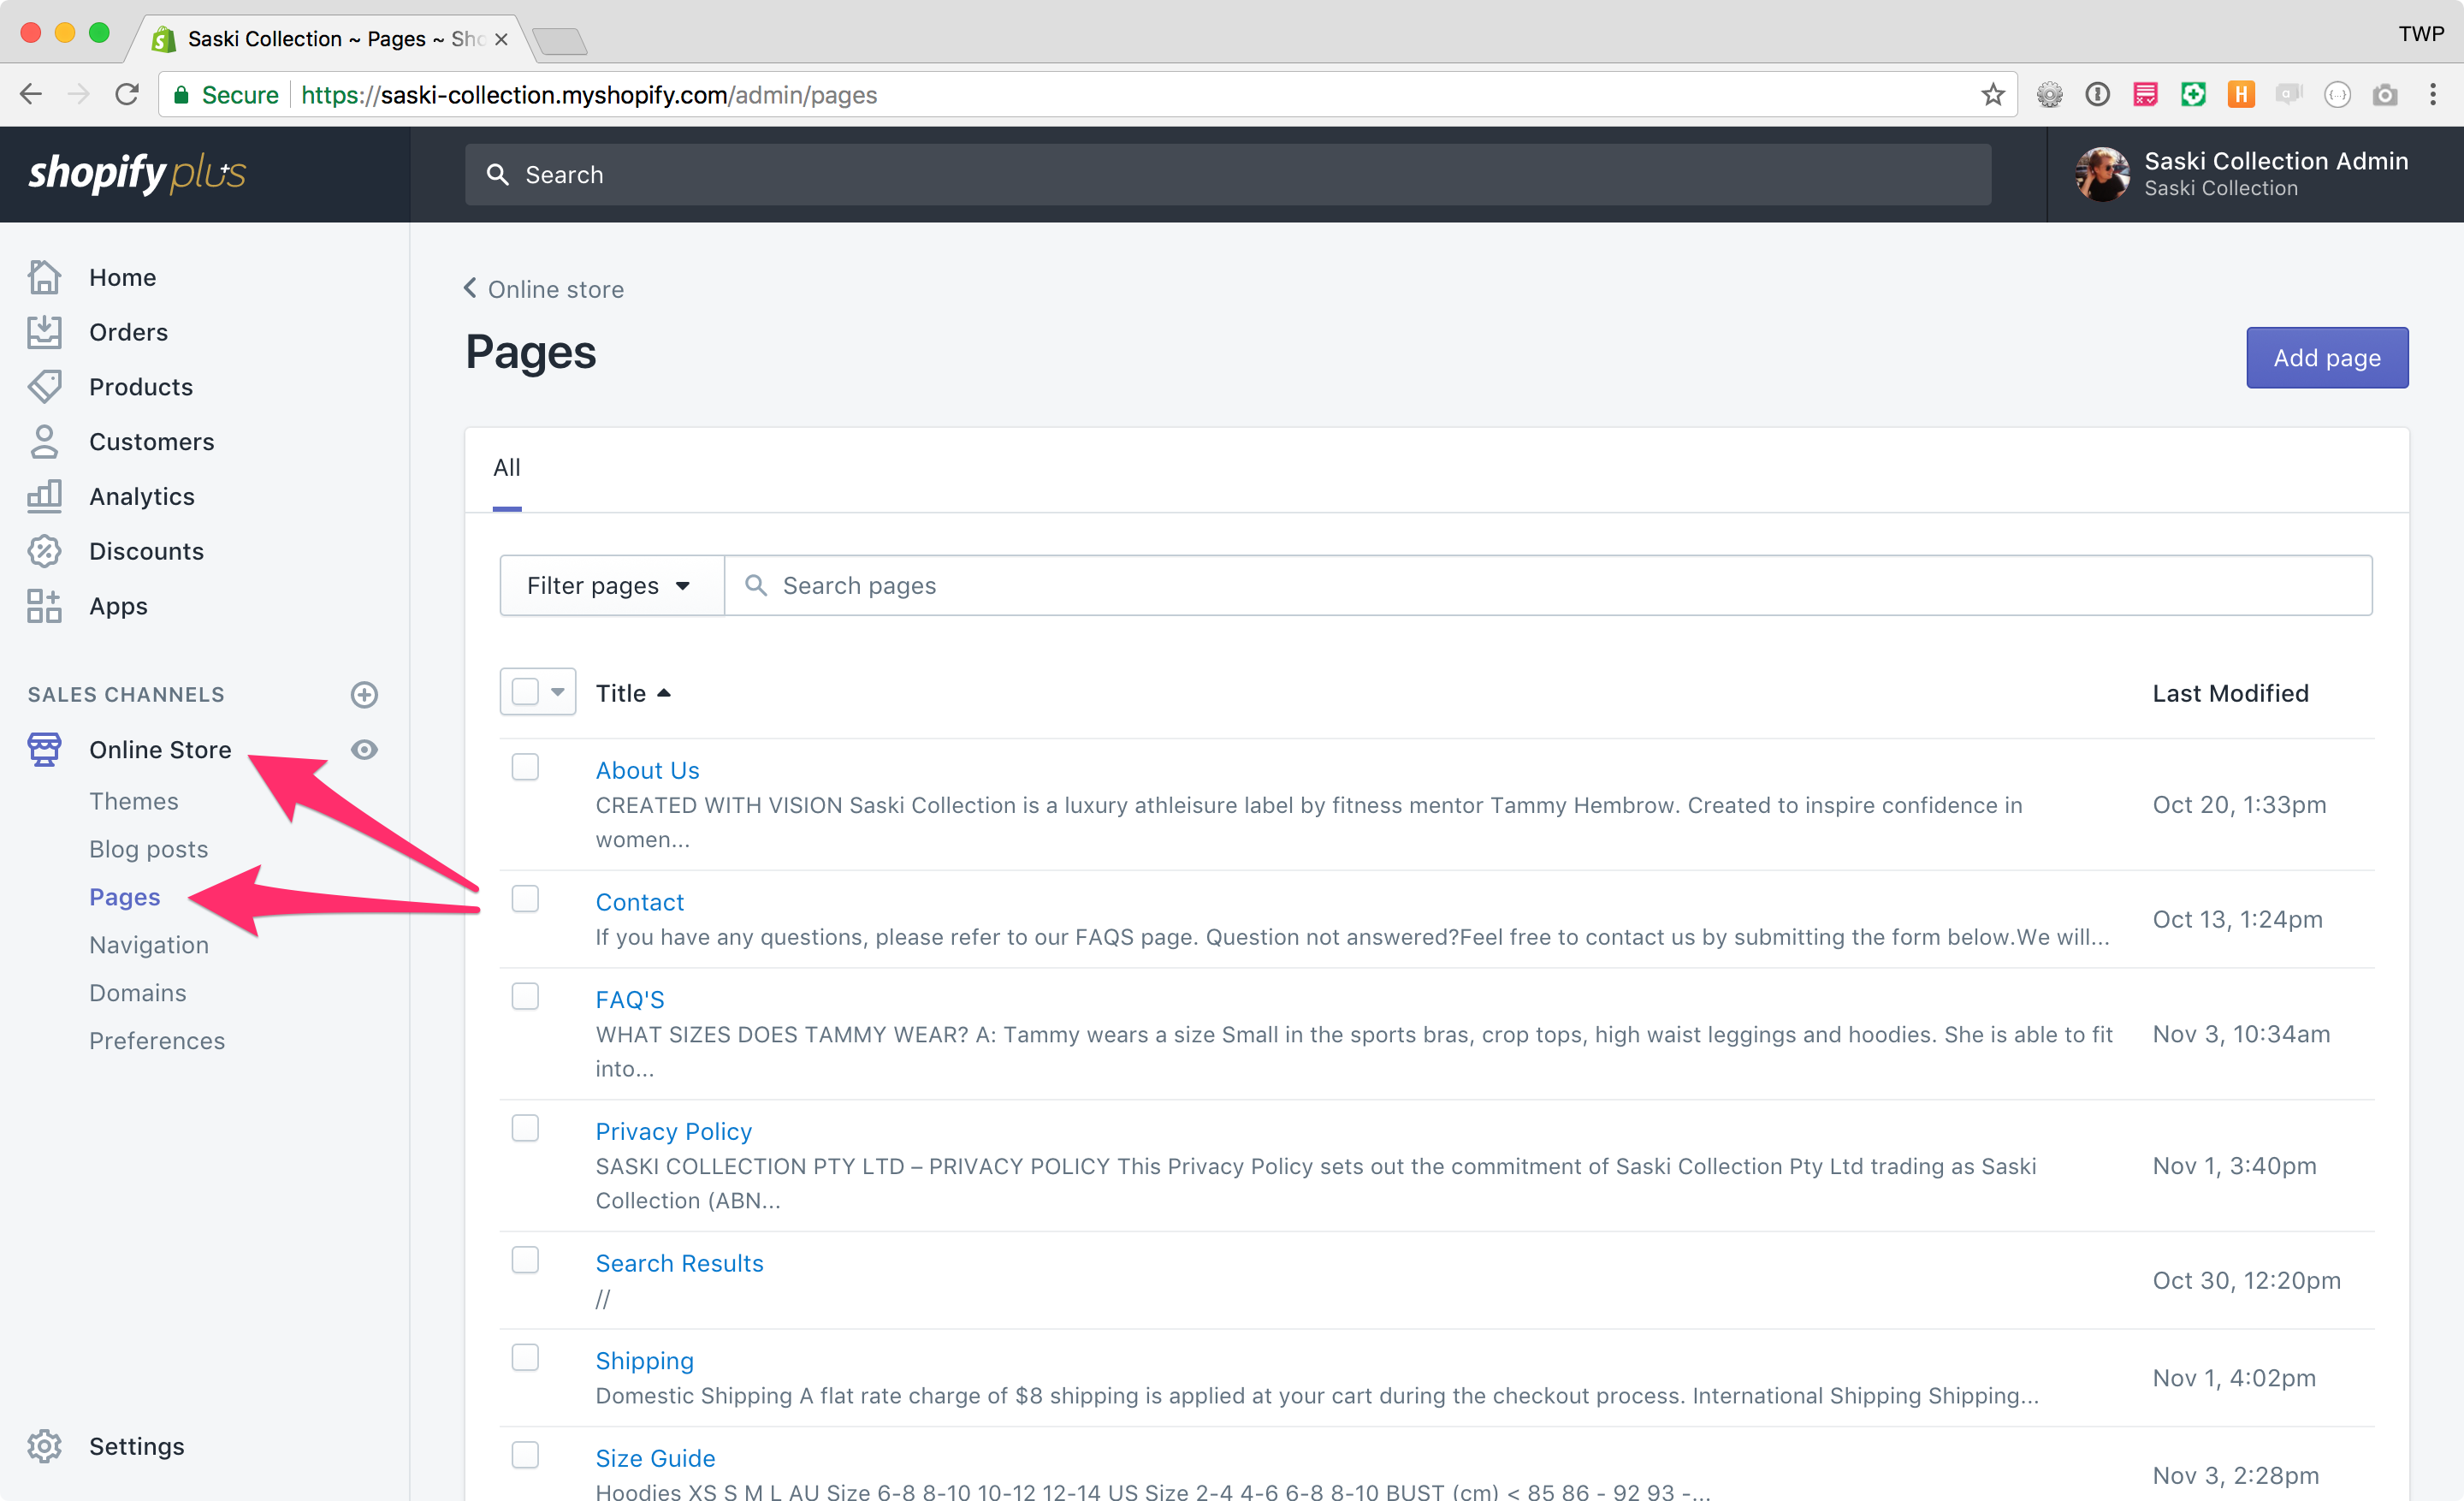 Saski Collection ~ Pages ~ Sho
TWP
Secure https://saski-collection.myshopify.com/admin/pages
shopify plus
Search
Saski Collection Admin
Saski Collection
Home
Orders
Products
Customers
Analytics
Discounts
Apps
SALES CHANNELS
Online Store
Themes
Blog posts
Pages
Navigation
Domains
Preferences
Settings
Online store
Pages
Add page
All
Filter pages
Search pages
Title
Last Modified
About Us
CREATED WITH VISION Saski Collection is a luxury athleisure label by fitness mentor Tammy Hembrow. Created to inspire confidence in
women...
Oct 20, 1:33pm
Contact
If you have any questions, please refer to our FAQS page. Question not answered?Feel free to contact us by submitting the form below.We will...
Oct 13, 1:24pm
FAQ'S
WHAT SIZES DOES TAMMY WEAR? A: Tammy wears a size Small in the sports bras, crop tops, high waist leggings and hoodies. She is able to fit
into...
Nov 3, 10:34am
Privacy Policy
SASKI COLLECTION PTY LTD – PRIVACY POLICY This Privacy Policy sets out the commitment of Saski Collection Pty Ltd trading as Saski
Collection (ABN...
Nov 1, 3:40pm
Search Results
//
Oct 30, 12:20pm
Shipping
Domestic Shipping A flat rate charge of $8 shipping is applied at your cart during the checkout process. International Shipping Shipping...
Nov 1, 4:02pm
Size Guide
Hoodies XS S M L AU Size 6-8 8-10 10-12 12-14 US Size 2-4 4-6 6-8 8-10 BUST (cm) < 85 86 - 92 93 -...
Nov 3, 2:28pm